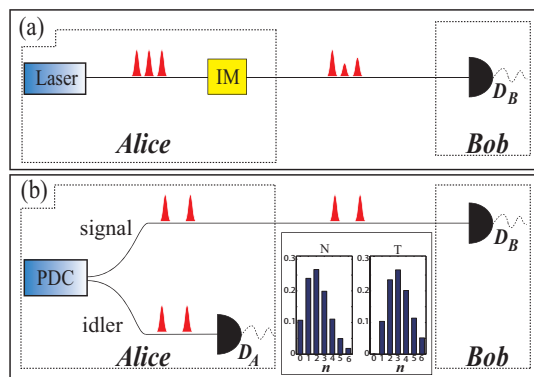 (a)
Laser
IM
D_B
Alice
Bob
(b)
signal
D_B
N T
0.3 0.3
0.2 0.2
PDC
0.1 0.1
idler
0 0
0 1 2 3 4 5 6 0 1 2 3 4 5 6
D_A
n n
Alice
Bob